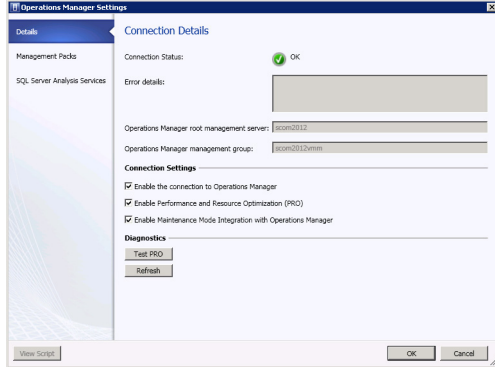 Operations Manager Settings
Details
Management Packs
SQL Server Analysis Services
Connection Details
Connection Status:
OK
Error details:
Operations Manager root management server: scom2012
Operations Manager management group: scom2012vmm
Connection Settings
Enable the connection to Operations Manager
Enable Performance and Resource Optimization (PRO)
Enable Maintenance Mode Integration with Operations Manager
Diagnostics
Test PRO
Refresh
View Script
OK
Cancel